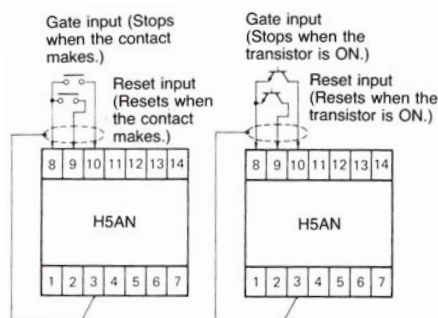 Gate input (Stops
when the contact
makes.)
Reset input
(Resets when
the contact
makes.)
8 9 10 11 12 13 14
H5AN
1 2 3 4 5 6 7
Gate input
(Stops when the
transistor is ON.)
Reset input
(Resets when the
transistor is ON.)
8 9 10 11 12 13 14
H5AN
1 2 3 4 5 6 7